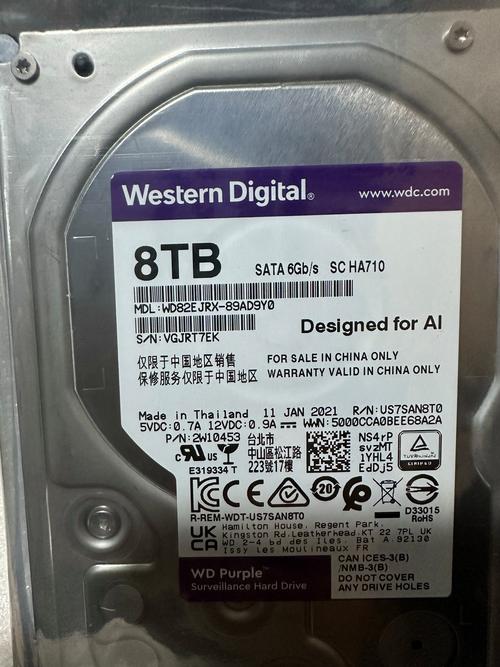 Western Digital® www.wdc.com
8TB SATA 6Gb/s SC HA710
MDL:WD82EJRX-89AD9Y0
Designed for AI
S/N:VGJRT7EK
仅限于中国地区销售 FOR SALE IN CHINA ONLY
保修服务仅限于中国地区 WARRANTY VALID IN CHINA ONLY
Made in Thailand 11 JAN 2021 R/N:US7SAN8T0
5VDC:0.7A 12VDC:0.9A WWN:5000CCA0BEE68A2A
P/N:2W10453 台北市 NS4rP
中山區松江路 svzMT
223號17樓 1YHL4
E319334 T EdDj5
R-REM-WDT-US7SAN8T0 D33015
RoHS
UK CA Hamilton House, Regent Park,
Kingston Rd,Leatherhead,KT 22 7PL UK
WD 2-4 bd des Iles, Bat A,92130
Issy Les Moulineaux FR
WD Purple™ CAN ICES-3(B)
Surveillance Hard Drive /NMB-3(B)
DO NOT COVER
ANY DRIVE HOLES